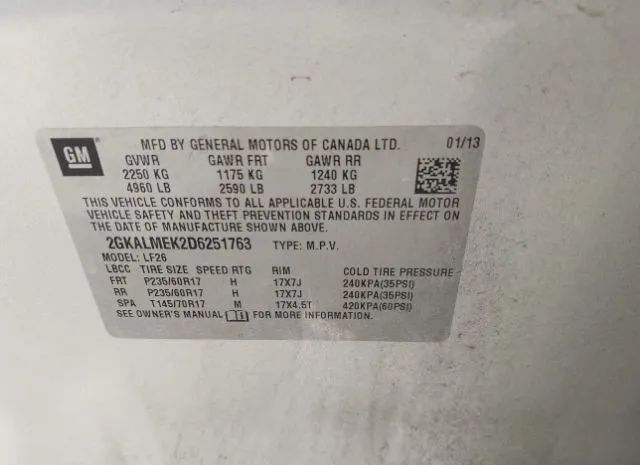 GM
MFD BY GENERAL MOTORS OF CANADA LTD. 01/13
GVWR GAWR FRT GAWR RR
2250 KG 1175 KG 1240 KG
4960 LB 2590 LB 2733 LB
THIS VEHICLE CONFORMS TO ALL APPLICABLE U.S. FEDERAL MOTOR
VEHICLE SAFETY AND THEFT PREVENTION STANDARDS IN EFFECT ON
THE DATE OF MANUFACTURE SHOWN ABOVE.
2GKALMEK2D6251763 TYPE: M.P.V.
MODEL: LF26
LBCC TIRE SIZE SPEED RTG RIM COLD TIRE PRESSURE
FRT P235/60R17 H 17X7J 240KPA(35PSI)
RR P235/60R17 H 17X7J 240KPA(35PSI)
SPA T145/70R17 M 17X4.5T 420KPA(60PSI)
SEE OWNER'S MANUAL FOR MORE INFORMATION.